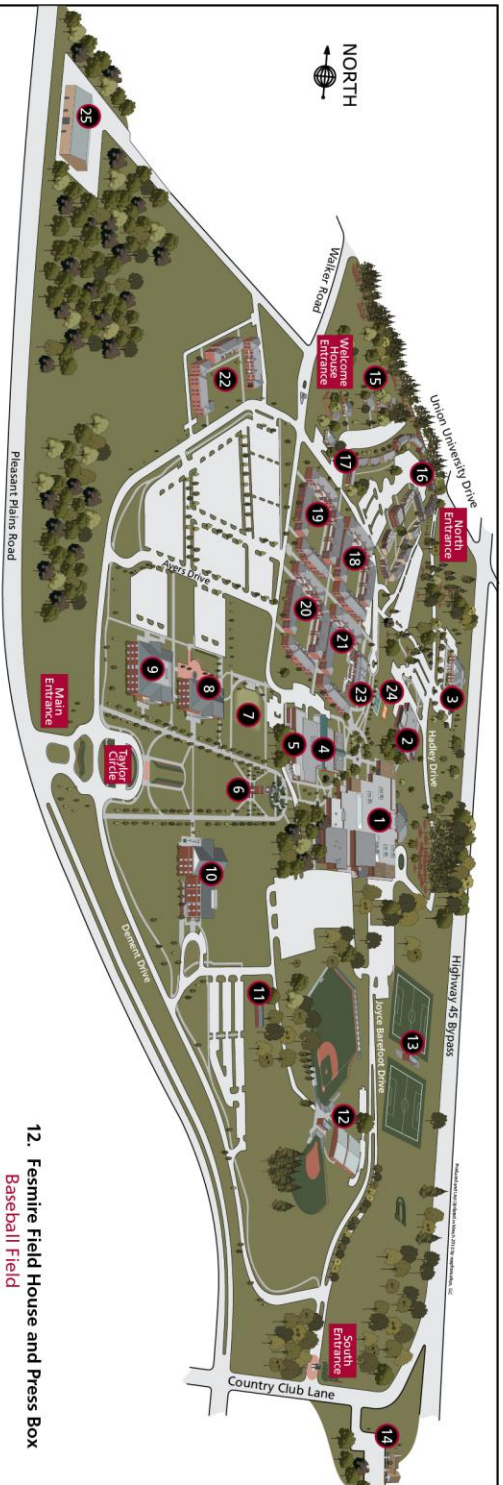 NORTH
Walker Road
Welcome
House
Entrance
Union University Drive
North
Entrance
Hadley Drive
Highway 45 Bypass
Joyce Barefoot Drive
Ayers Drive
Pleasant Plains Road
Main
Entrance
Taylor
Circle
Dement Drive
South
Entrance
Country Club Lane
1
2
3
4
5
6
7
8
9
10
11
12
13
14
15
16
17
18
19
20
21
22
23
24
25
12. Fesmire Field House and Press Box
Baseball Field